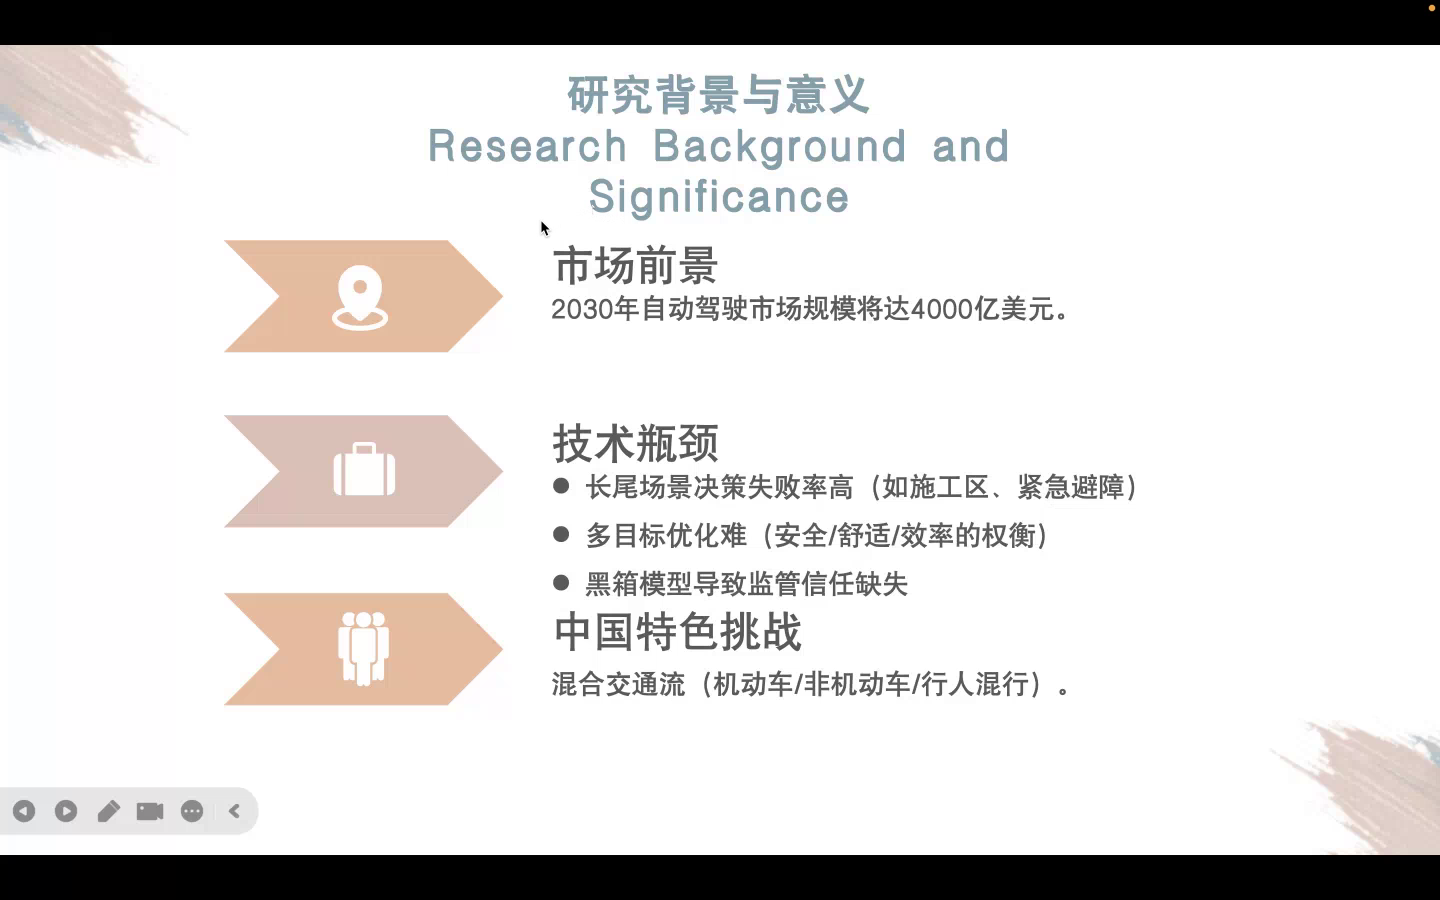 研究背景与意义
Research Background and
Significance
市场前景
2030年自动驾驶市场规模将达4000亿美元。
技术瓶颈
● 长尾场景决策失败率高（如施工区、紧急避障）
● 多目标优化难（安全/舒适/效率的权衡）
● 黑箱模型导致监管信任缺失
中国特色挑战
混合交通流（机动车/非机动车/行人混行）。